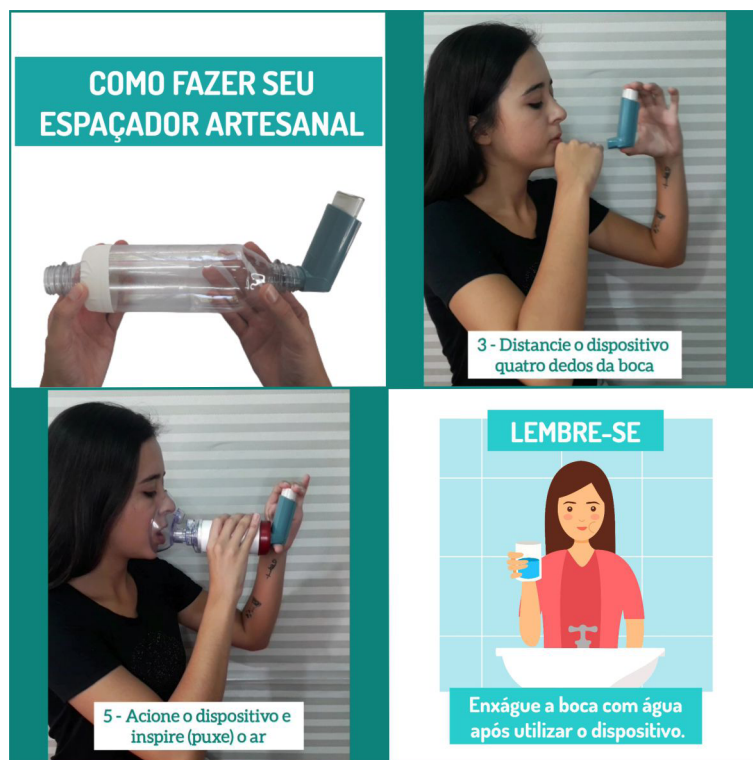 COMO FAZER SEU
ESPAÇADOR ARTESANAL
3 - Distancie o dispositivo
quatro dedos da boca
5 - Acione o dispositivo e
inspire (puxe) o ar
LEMBRE-SE
Enxágue a boca com água
após utilizar o dispositivo.